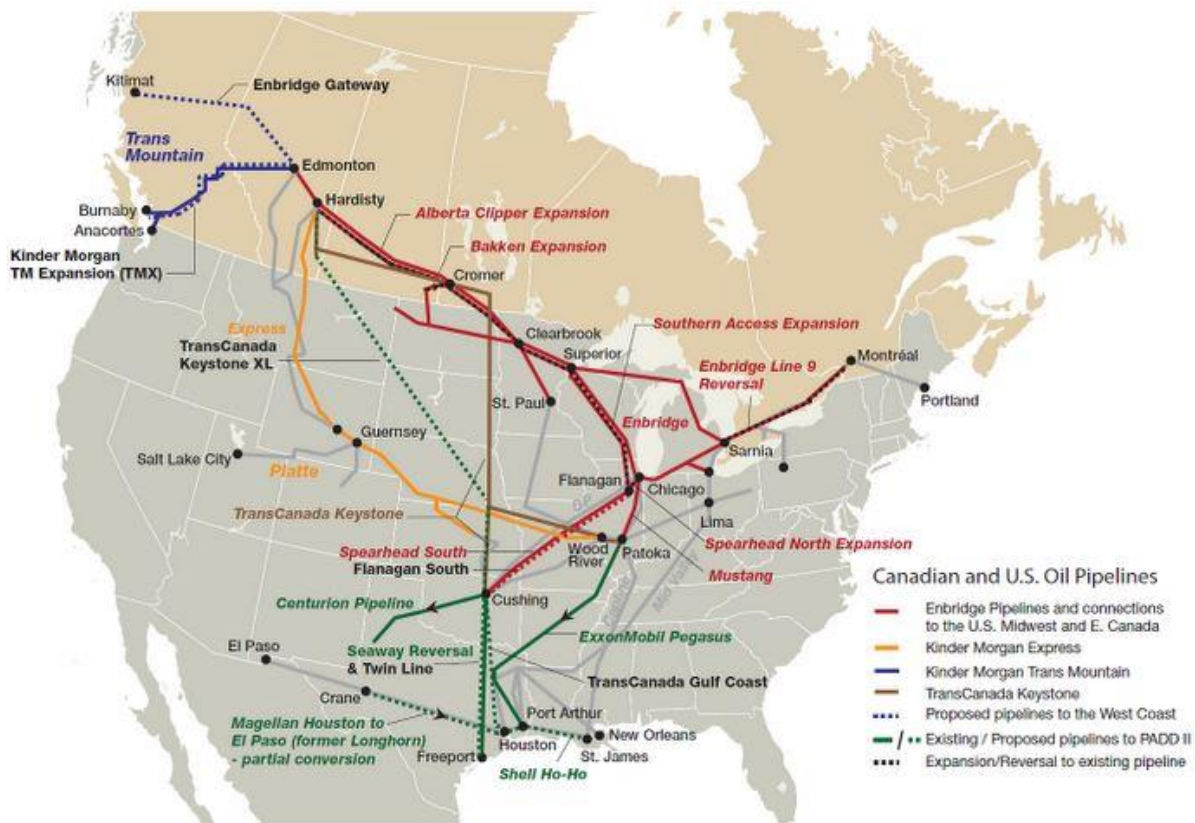 Kitimat
Enbridge Gateway
Trans
Mountain
Edmonton
Hardisty
Burnaby
Anacortes
Alberta Clipper Expansion
Bakken Expansion
Kinder Morgan
TM Expansion (TMX)
Cromer
Express
TransCanada
Keystone XL
Clearbrook
Superior
Southern Access Expansion
Enbridge Line 9
Reversal
Montréal
Portland
St. Paul
Enbridge
Sarnia
Guernsey
Salt Lake City
Platte
Flanagan
Chicago
BP
Lima
TransCanada Keystone
Wood
River
Patoka
Spearhead North Expansion
Spearhead South
Flanagan South
Mustang
Mid Valley
Cushing
Centurion Pipeline
ExxonMobil Pegasus
El Paso
Seaway Reversal
& Twin Line
TransCanada Gulf Coast
Crane
Magellan Houston to
El Paso (former Longhorn)
- partial conversion
Port Arthur
Houston
New Orleans
St. James
Freeport
Shell Ho-Ho
Canadian and U.S. Oil Pipelines
Enbridge Pipelines and connections
to the U.S. Midwest and E. Canada
Kinder Morgan Express
Kinder Morgan Trans Mountain
TransCanada Keystone
Proposed pipelines to the West Coast
Existing / Proposed pipelines to PADD II
Expansion/Reversal to existing pipeline